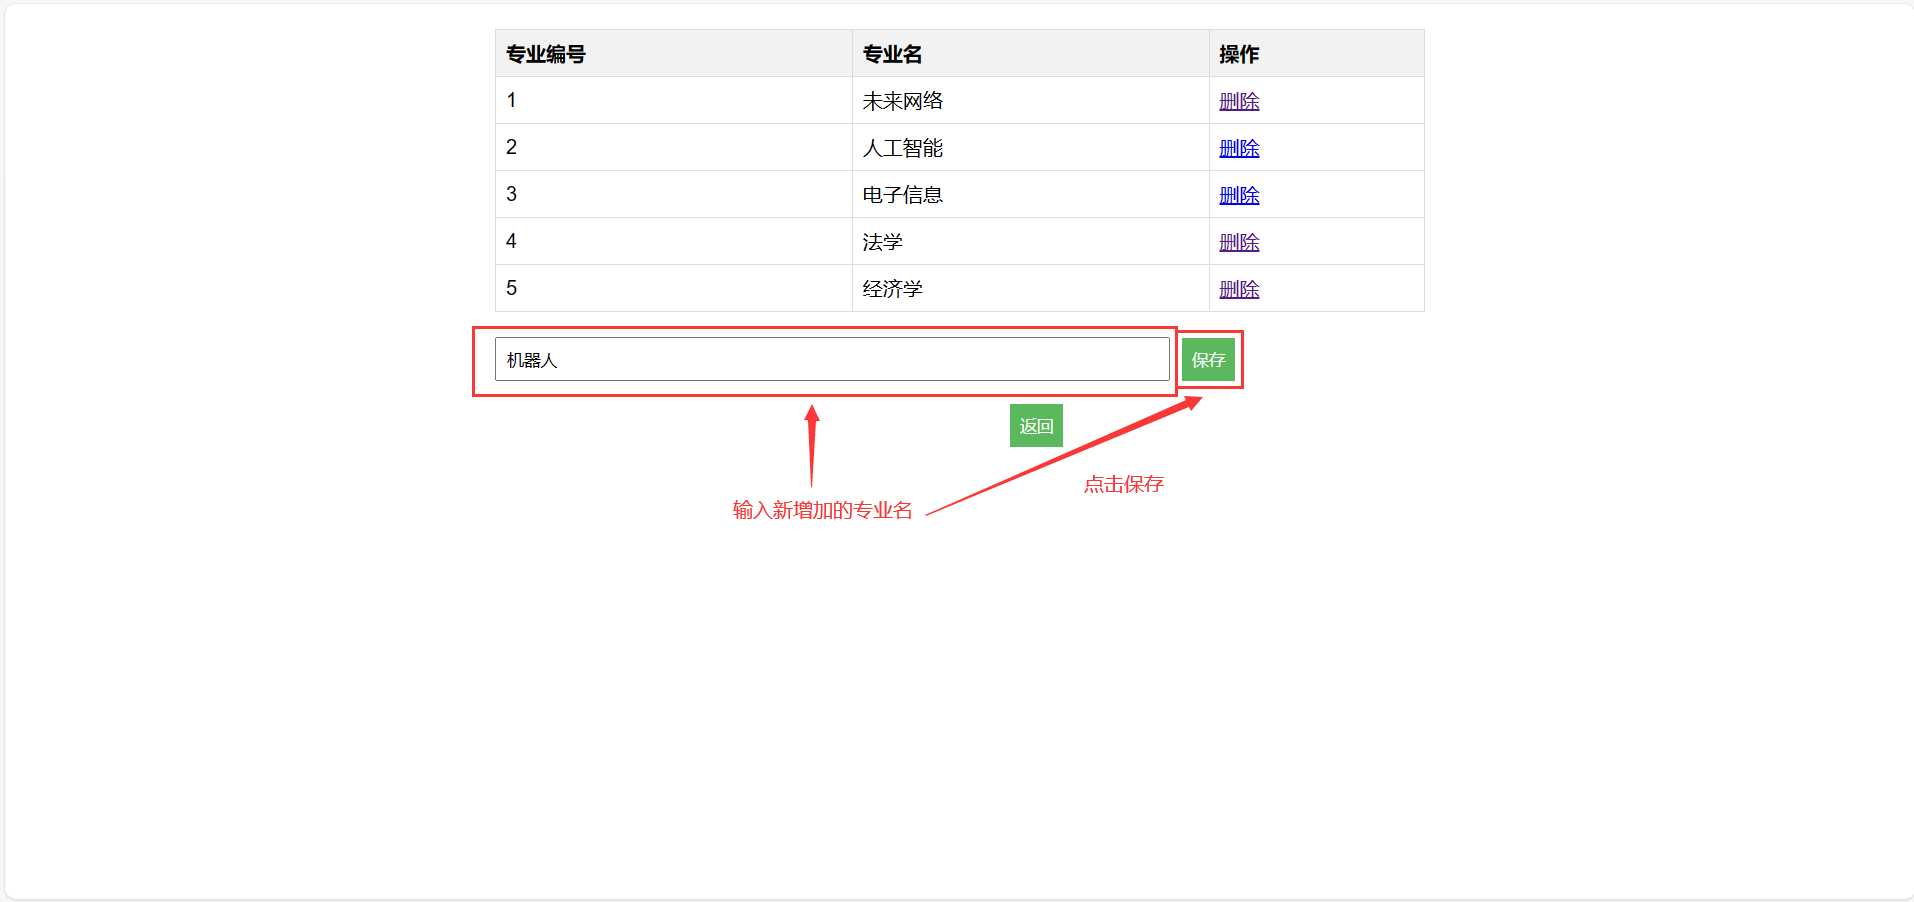 专业编号 专业名 操作
1 未来网络 删除
2 人工智能 删除
3 电子信息 删除
4 法学 删除
5 经济学 删除
机器人 保存
返回
点击保存
输入新增加的专业名